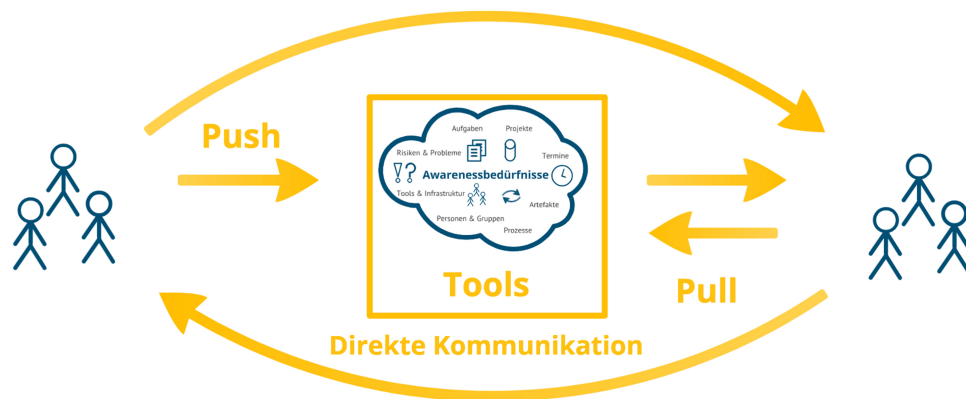 Push
Aufgaben
Projekte
Risiken & Probleme
Termine
!?
Awarenessbedürfnisse
Tools & Infrastruktur
Artefakte
Personen & Gruppen
Prozesse
Tools
Pull
Direkte Kommunikation